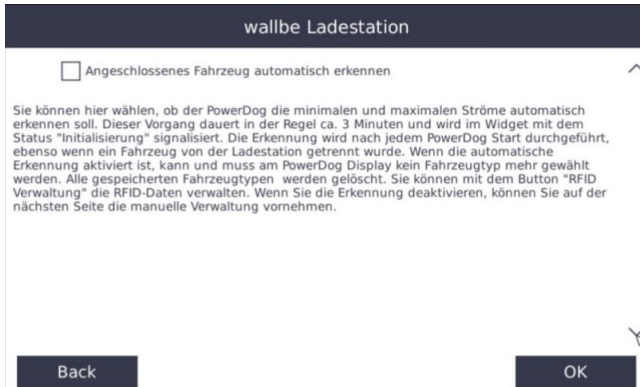 wallbe Ladestation
Angeschlossenes Fahrzeug automatisch erkennen
Sie können hier wählen, ob der PowerDog die minimalen und maximalen Ströme automatisch
erkennen soll. Dieser Vorgang dauert in der Regel ca. 3 Minuten und wird im Widget mit dem
Status "Initialisierung" signalisiert. Die Erkennung wird nach jedem PowerDog Start durchgeführt,
ebenso wenn ein Fahrzeug von der Ladestation getrennt wurde. Wenn die automatische
Erkennung aktiviert ist, kann und muss am PowerDog Display kein Fahrzeugtyp mehr gewählt
werden. Alle gespeicherten Fahrzeugtypen werden gelöscht. Sie können mit dem Button "RFID
Verwaltung" die RFID-Daten verwalten. Wenn Sie die Erkennung deaktivieren, können Sie auf der
nächsten Seite die manuelle Verwaltung vornehmen.
Back
OK